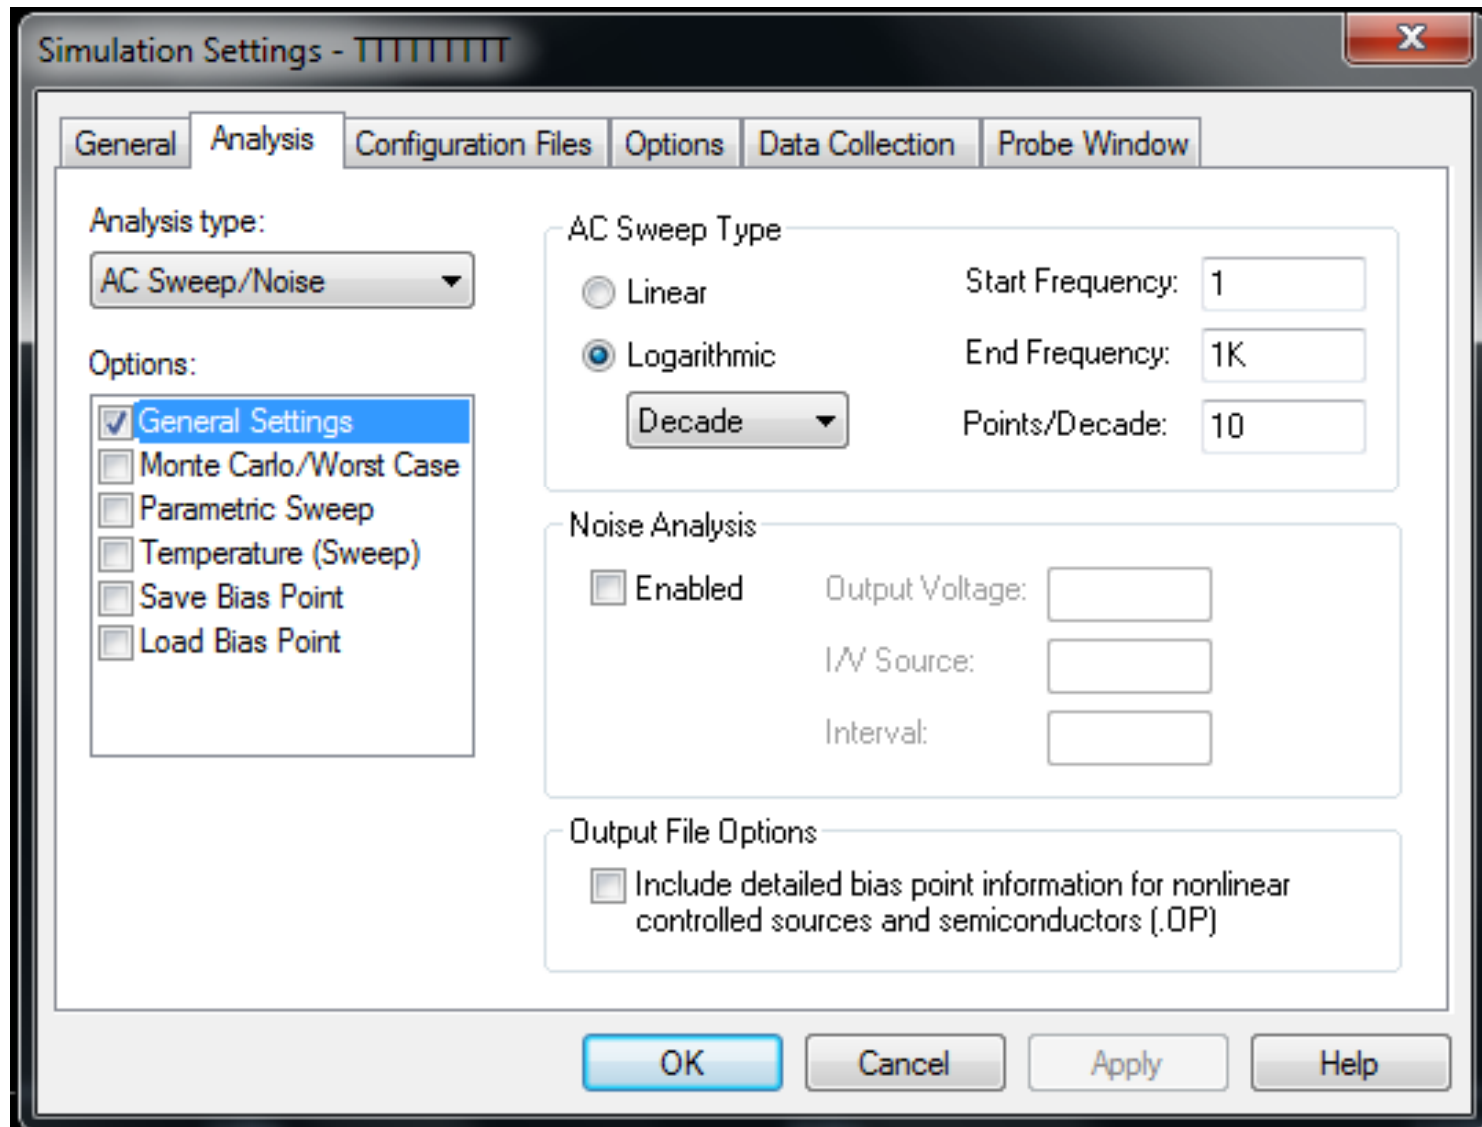 Simulation Settings - TTTTTTTTT
General
Analysis
Configuration Files
Options
Data Collection
Probe Window
Analysis type:
AC Sweep/Noise
Options:
General Settings
Monte Carlo/Worst Case
Parametric Sweep
Temperature (Sweep)
Save Bias Point
Load Bias Point
AC Sweep Type
Linear
Logarithmic
Decade
Start Frequency: 1
End Frequency: 1K
Points/Decade: 10
Noise Analysis
Enabled
Output Voltage:
I/V Source:
Interval:
Output File Options
Include detailed bias point information for nonlinear
controlled sources and semiconductors (.OP)
OK
Cancel
Apply
Help